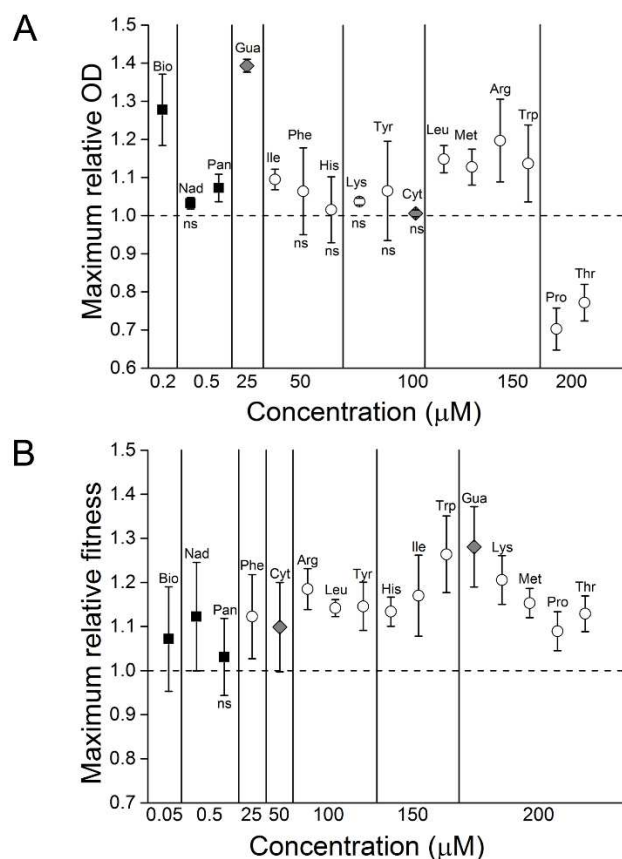 A
Maximum relative OD
1.5
1.4
1.3
1.2
1.1
1.0
0.9
0.8
0.7
0.6
Bio
Nad
ns
Pan
Gua
Ile
Phe
ns
His
ns
Lys
ns
Tyr
ns
Cyt
ns
Leu
Met
Arg
Trp
Pro
Thr
0.2 0.5 25 50 100 150 200
Concentration (μM)
B
Maximum relative fitness
1.5
1.4
1.3
1.2
1.1
1.0
0.9
0.8
0.7
Bio
Nad
Pan
ns
Phe
Cyt
Arg
Leu
Tyr
His
Ile
Trp
Gua
Lys
Met
Pro
Thr
0.05 0.5 25 50 100 150 200
Concentration (μM)